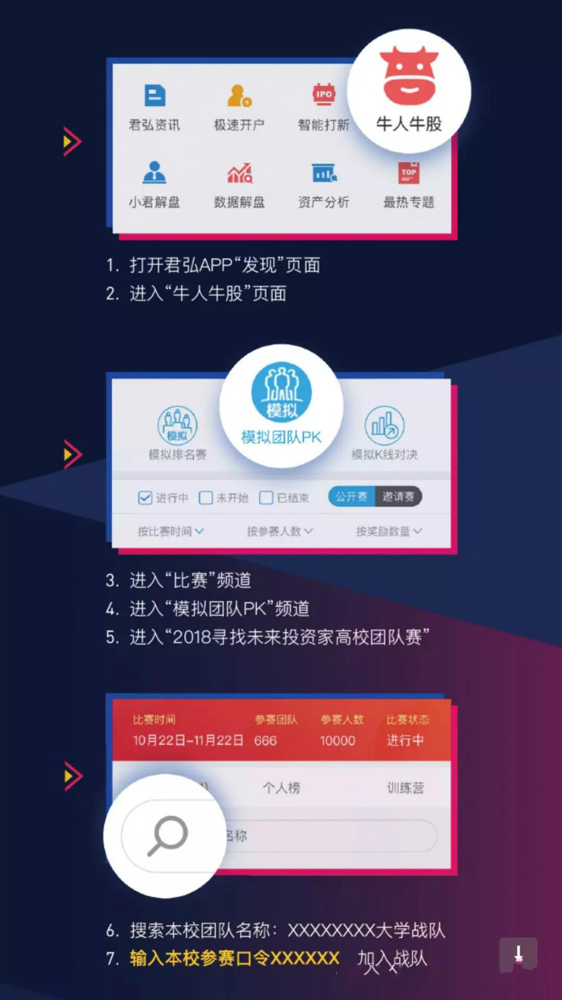 牛人牛股
君弘资讯 极速开户 IPO 智能打新
小君解盘 数据解盘 资产分析 TOP 最热专题
1. 打开君弘APP“发现”页面
2. 进入“牛人牛股”页面
模拟
模拟团队PK
模拟
模拟排名赛 模拟K线对决
进行中 未开始 已结束 公开赛 邀请赛
按比赛时间 按参赛人数 按奖励数量
3. 进入“比赛”频道
4. 进入“模拟团队PK”频道
5. 进入“2018寻找未来投资家高校团队赛”
比赛时间 参赛团队 参赛人数 比赛状态
10月22日-11月22日 666 10000 进行中
个人榜 训练营
名称
6. 搜索本校团队名称：XXXXXXXX大学战队
7. 输入本校参赛口令XXXXXX 加入战队